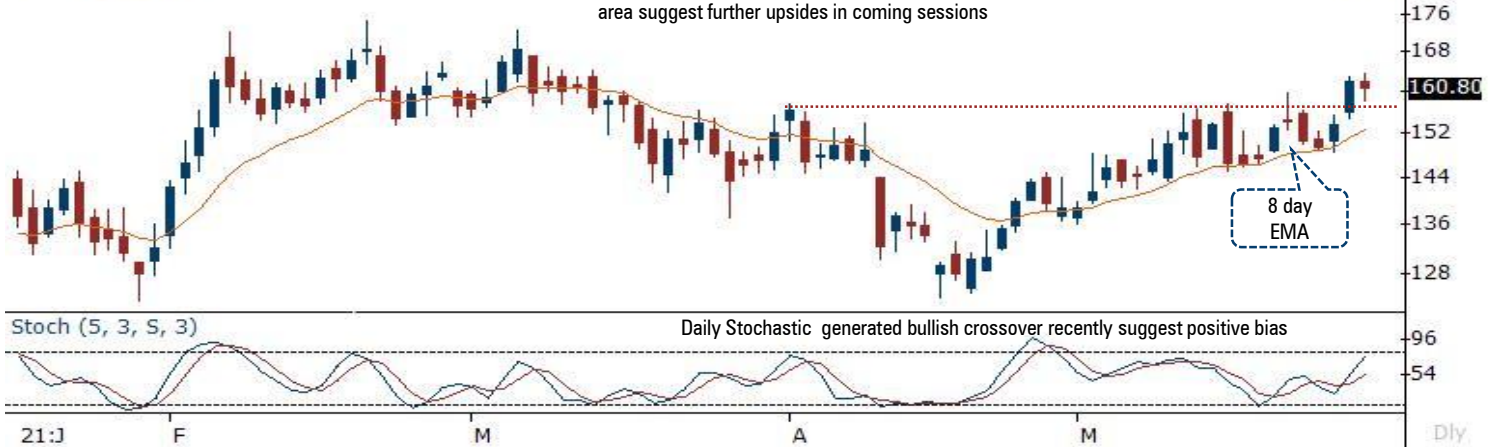 area suggest further upsides in coming sessions
176
168
160.80
152
144
136
128
8 day
EMA
Stoch (5, 3, S, 3)
Daily Stochastic generated bullish crossover recently suggest positive bias
96
54
21:J F M A M Dly